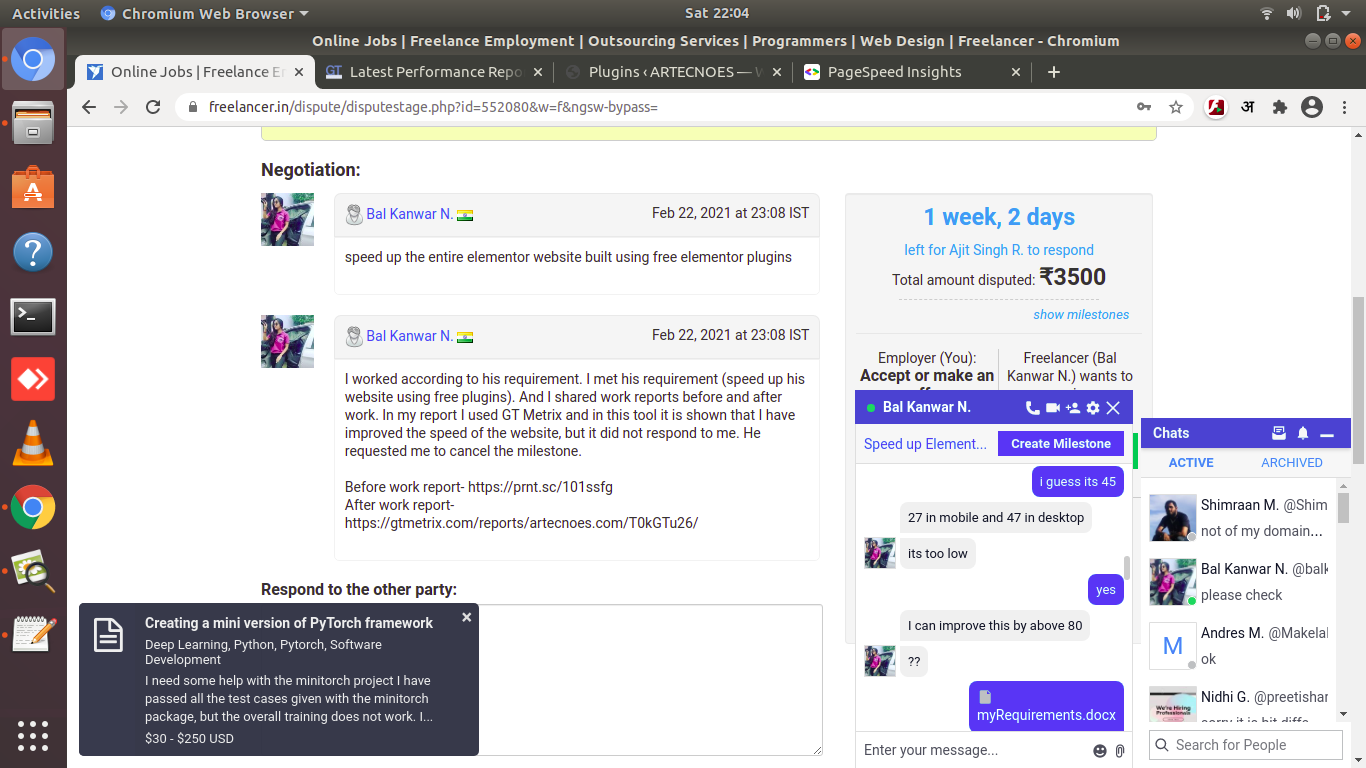 Activities
Chromium Web Browser
Sat 22:04
Online Jobs | Freelance Employment | Outsourcing Services | Programmers | Web Design | Freelancer - Chromium
Online Jobs | Freelance Er
GT
Latest Performance Repo
Plugins ‹ ARTECNOES — W
PageSpeed Insights
freelancer.in/dispute/disputestage.php?id=552080&w=f&ngsw-bypass=
अ
Negotiation:
Bal Kanwar N.
Feb 22, 2021 at 23:08 IST
speed up the entire elementor website built using free elementor plugins
Bal Kanwar N.
Feb 22, 2021 at 23:08 IST
I worked according to his requirement. I met his requirement (speed up his
website using free plugins). And I shared work reports before and after
work. In my report I used GT Metrix and in this tool it is shown that I have
improved the speed of the website, but it did not respond to me. He
requested me to cancel the milestone.
Before work report- https://prnt.sc/101ssfg
After work report-
https://gtmetrix.com/reports/artecnoes.com/T0kGTu26/
Respond to the other party:
1 week, 2 days
left for Ajit Singh R. to respond
Total amount disputed: ₹3500
show milestones
Employer (You):
Accept or make an
Freelancer (Bal
Kanwar N.) wants to
Creating a mini version of PyTorch framework
Deep Learning, Python, Pytorch, Software
Development
I need some help with the minitorch project I have
passed all the test cases given with the minitorch
package, but the overall training does not work. I...
$30 - $250 USD
Bal Kanwar N.
Speed up Element...
Create Milestone
i guess its 45
27 in mobile and 47 in desktop
its too low
yes
I can improve this by above 80
??
myRequirements.docx
Enter your message...
Chats
ACTIVE
ARCHIVED
Shimraan M. @Shim
not of my domain...
Bal Kanwar N. @balk
please check
M
Andres M. @Makelal
ok
We're Hiring
Professionals
Nidhi G. @preetishar
Search for People